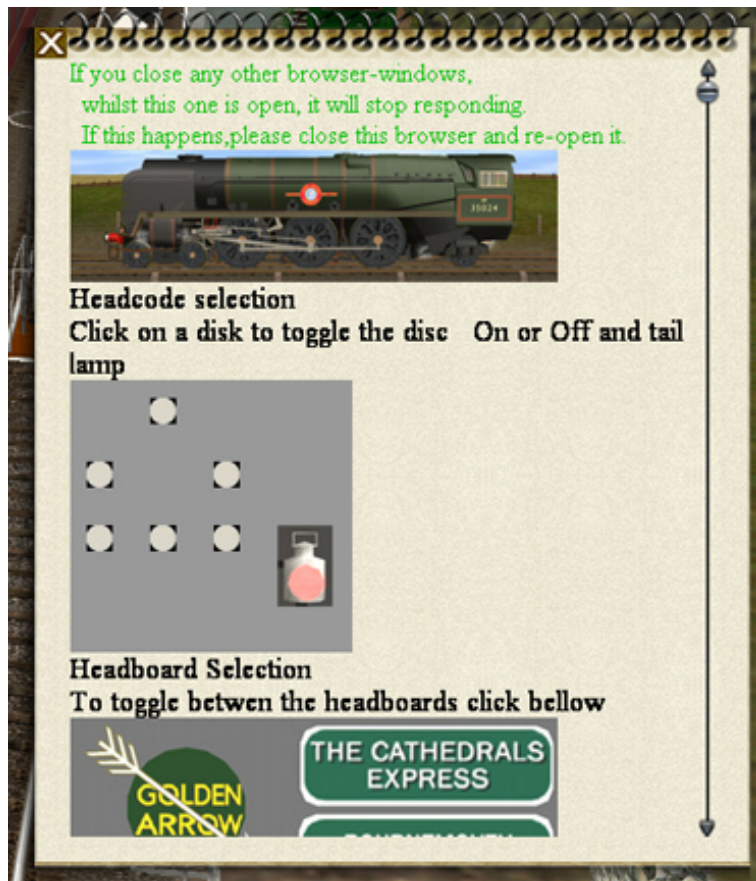 If you close any other browser-windows,
whilst this one is open, it will stop responding.
If this happens,please close this browser and re-open it.
35024
Headcode selection
Click on a disk to toggle the disc On or Off and tail
lamp
Headboard Selection
To toggle betwen the headboards click bellow
GOLDEN
ARROW
THE CATHEDRALS
EXPRESS